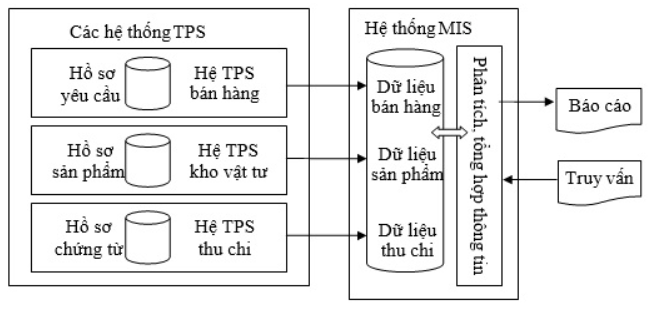 Các hệ thống TPS
Hồ sơ
yêu cầu
Hệ TPS
bán hàng
Hồ sơ
sản phẩm
Hệ TPS
kho vật tư
Hồ sơ
chứng từ
Hệ TPS
thu chi
Hệ thống MIS
Dữ liệu
bán hàng
Dữ liệu
sản phẩm
Dữ liệu
thu chi
Phân tích, tổng hợp thông tin
Báo cáo
Truy vấn